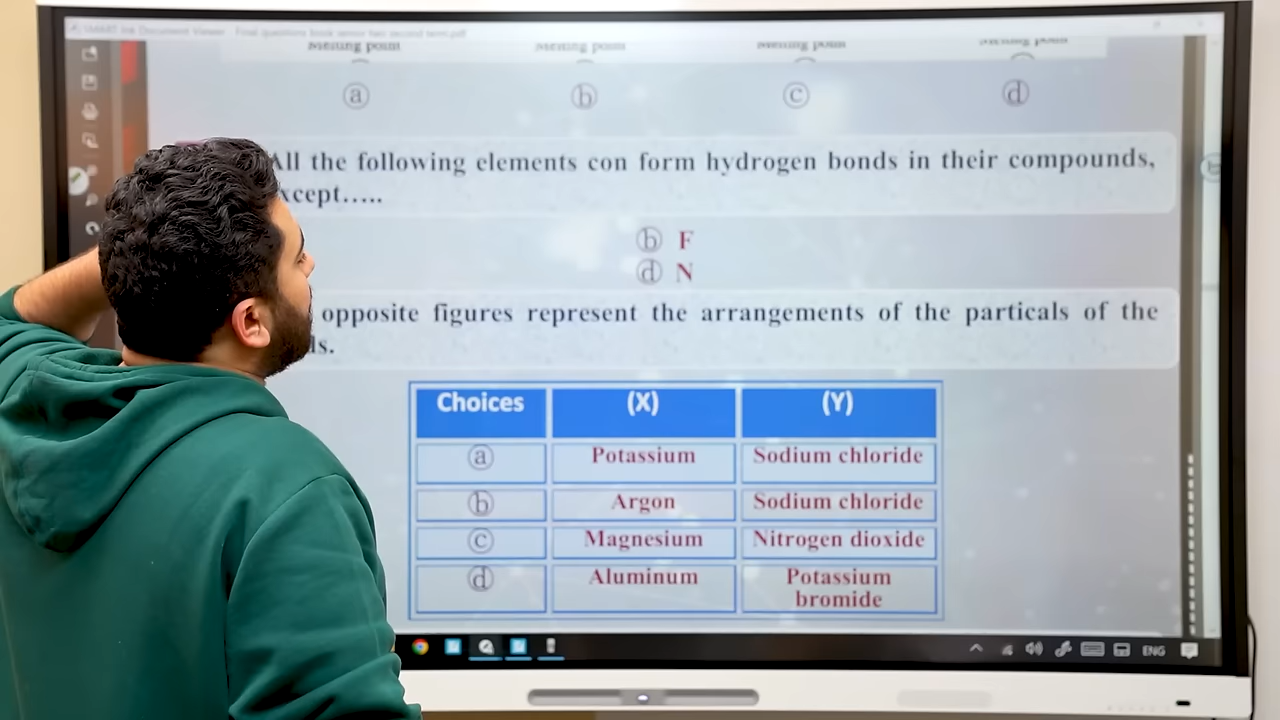 Melting point Melting point Melting point Melting point
ⓐ ⓑ ⓒ ⓓ
All the following elements con form hydrogen bonds in their compounds,
xcept.....
ⓑ F
ⓓ N
opposite figures represent the arrangements of the particals of the
ls.
Choices (X) (Y)
ⓐ Potassium Sodium chloride
ⓑ Argon Sodium chloride
ⓒ Magnesium Nitrogen dioxide
ⓓ Aluminum Potassium
bromide
ENG